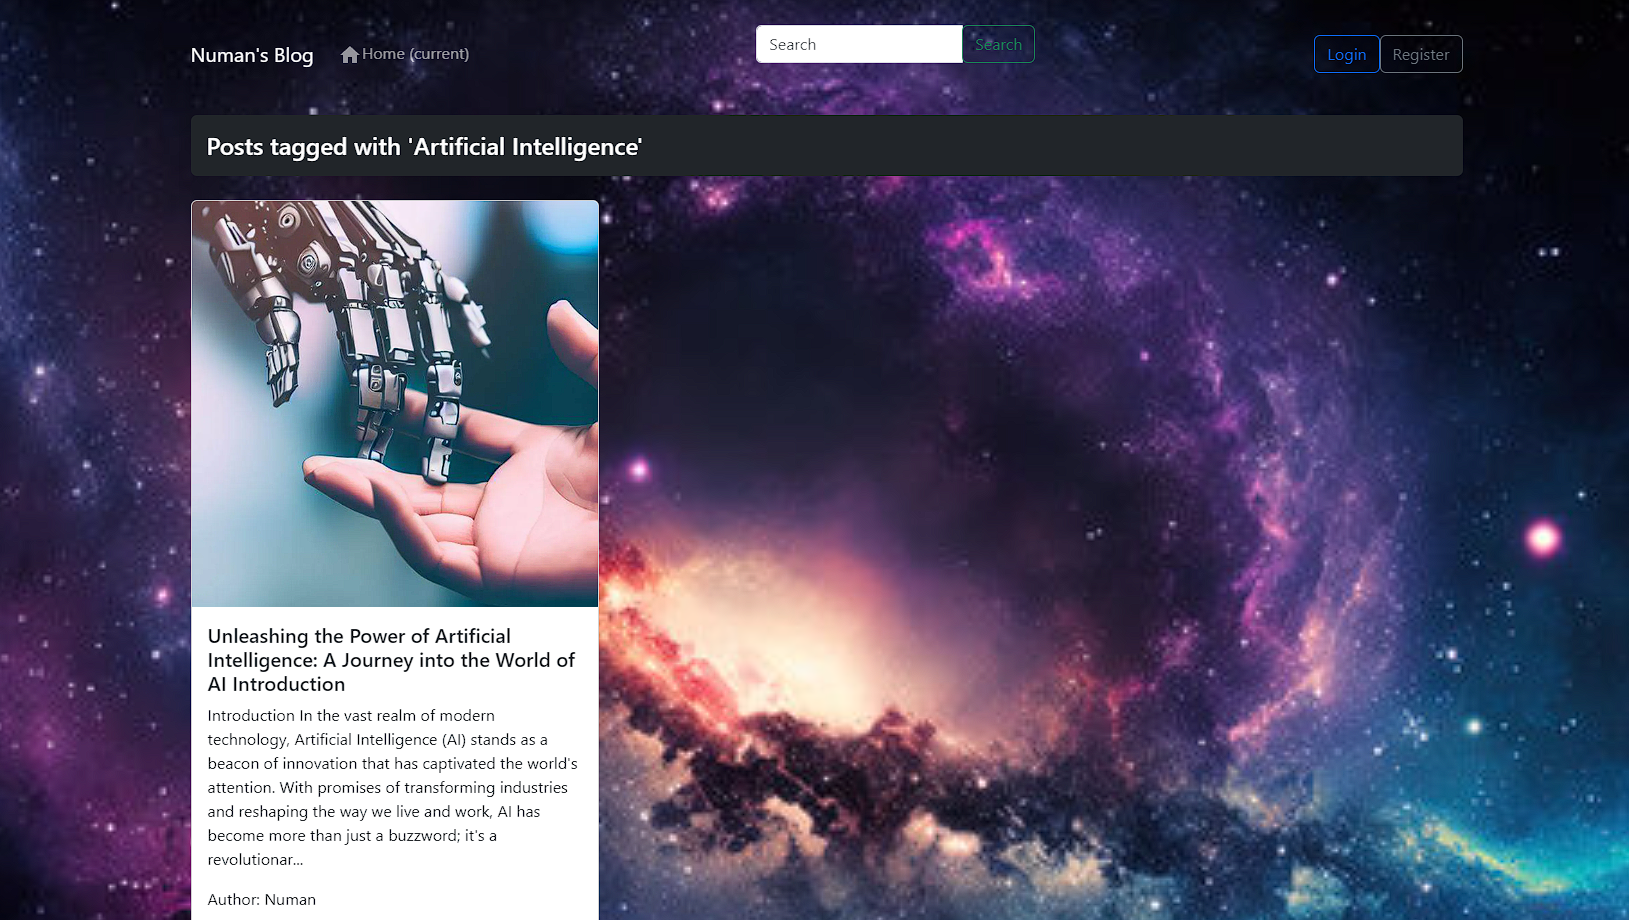 Numan's Blog
Home (current)
Search
Search
Login
Register
Posts tagged with 'Artificial Intelligence'
Unleashing the Power of Artificial
Intelligence: A Journey into the World of
AI Introduction
Introduction In the vast realm of modern
technology, Artificial Intelligence (AI) stands as a
beacon of innovation that has captivated the world's
attention. With promises of transforming industries
and reshaping the way we live and work, AI has
become more than just a buzzword; it's a
revolutionar...
Author: Numan